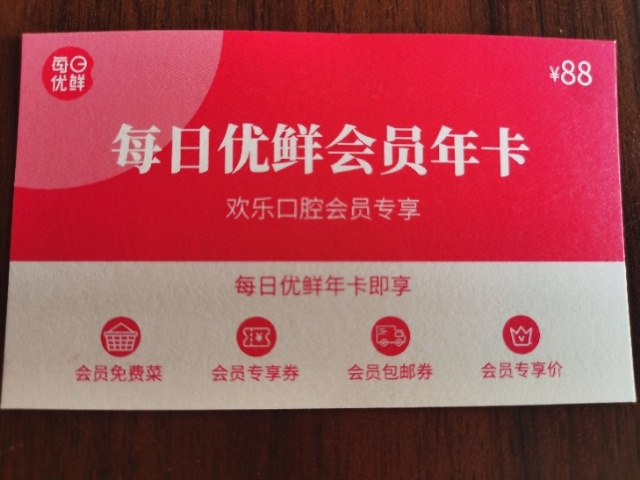 每日
优鲜
¥88
每日优鲜会员年卡
欢乐口腔会员专享
每日优鲜年卡即享
会员免费菜
会员专享券
会员包邮券
会员专享价